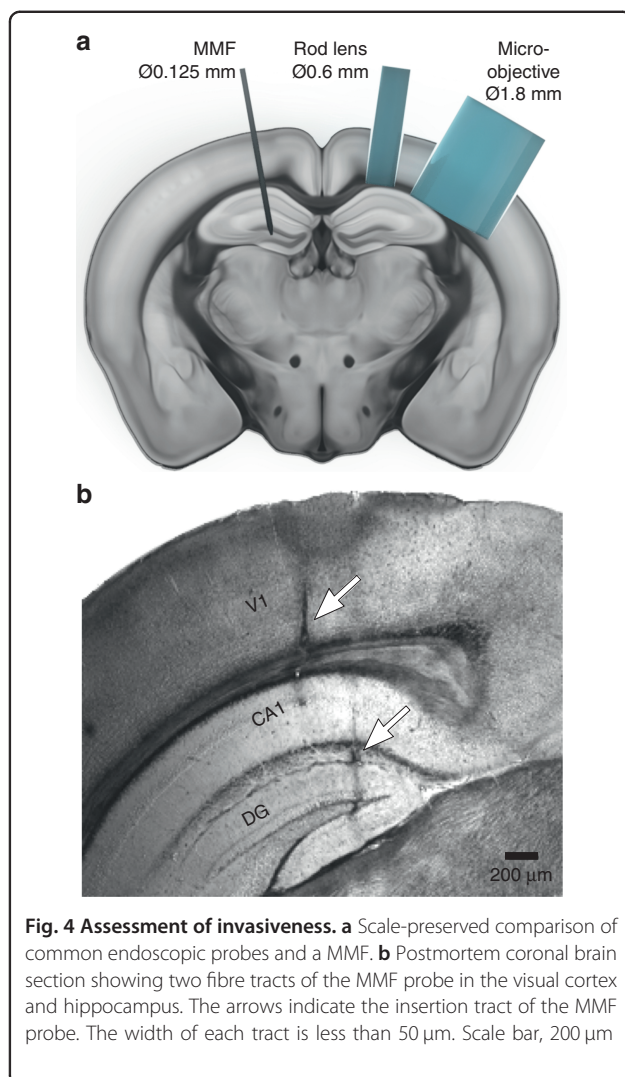 a
MMF
Ø0.125 mm
Rod lens
Ø0.6 mm
Micro-
objective
Ø1.8 mm
b
V1
CA1
DG
200 µm
Fig. 4 Assessment of invasiveness. a Scale-preserved comparison of
common endoscopic probes and a MMF. b Postmortem coronal brain
section showing two fibre tracts of the MMF probe in the visual cortex
and hippocampus. The arrows indicate the insertion tract of the MMF
probe. The width of each tract is less than 50 µm. Scale bar, 200 µm